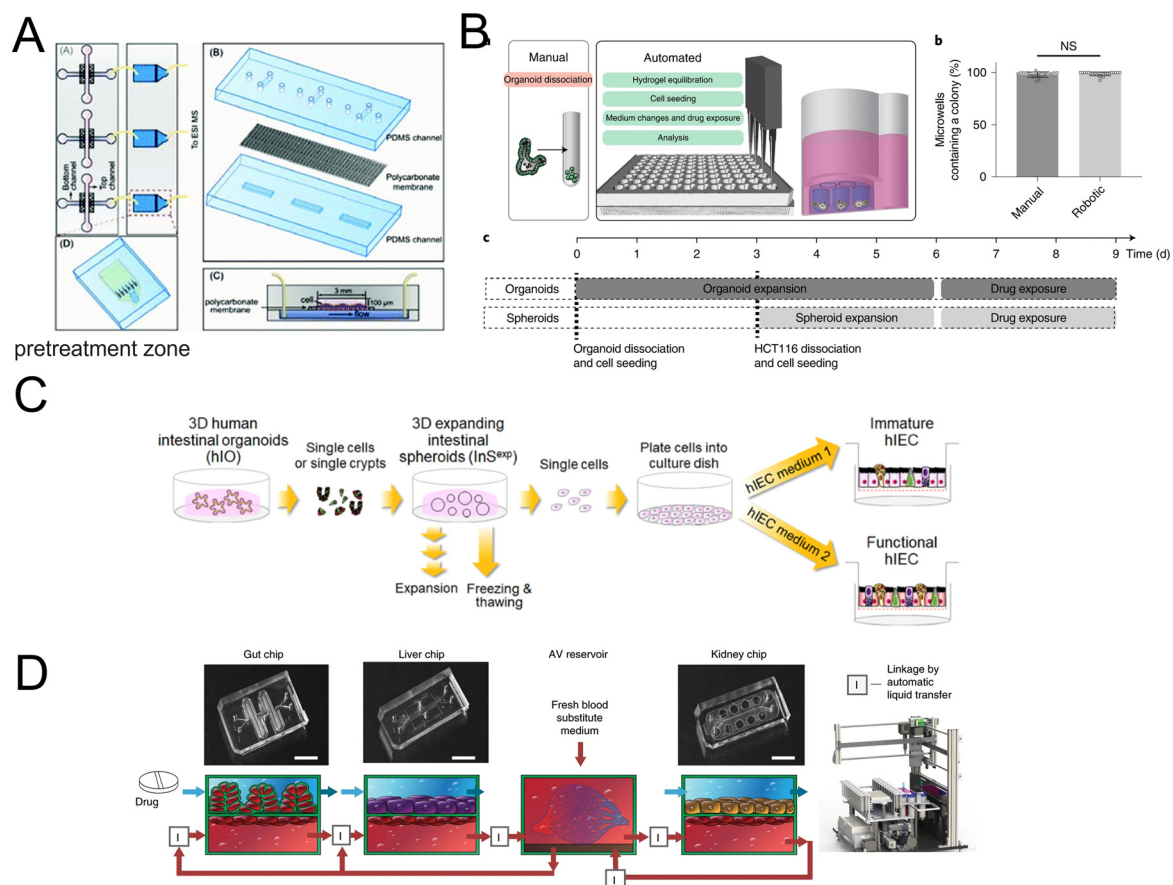 A
(A)
Bottom channel
Top channel
To ESI MS
(B)
PDMS channel
Polycarbonate
membrane
PDMS channel
(C)
3 mm
cell
100 μm
polycarbonate
membrane
flow
(D)
pretreatment zone
B
a
Manual
Organoid dissociation
Automated
Hydrogel equilibration
Cell seeding
Medium changes and drug exposure
Analysis
b
NS
Microwells
containing a colony (%)
100
50
0
Manual
Robotic
c
0 1 2 3 4 5 6 7 8 9 Time (d)
Organoids Organoid expansion Drug exposure
Spheroids Spheroid expansion Drug exposure
Organoid dissociation
and cell seeding
HCT116 dissociation
and cell seeding
C
3D human
intestinal organoids
(hIO)
Single cells
or single crypts
3D expanding
intestinal
spheroids (InSexp)
Expansion
Freezing &
thawing
Single cells
Plate cells into
culture dish
hIEC medium 1
hIEC medium 2
Immature
hIEC
Functional
hIEC
D
Gut chip
Liver chip
AV reservoir
Kidney chip
Fresh blood
substitute
medium
I
Linkage by
automatic
liquid transfer
Drug
I
I
I
I
I